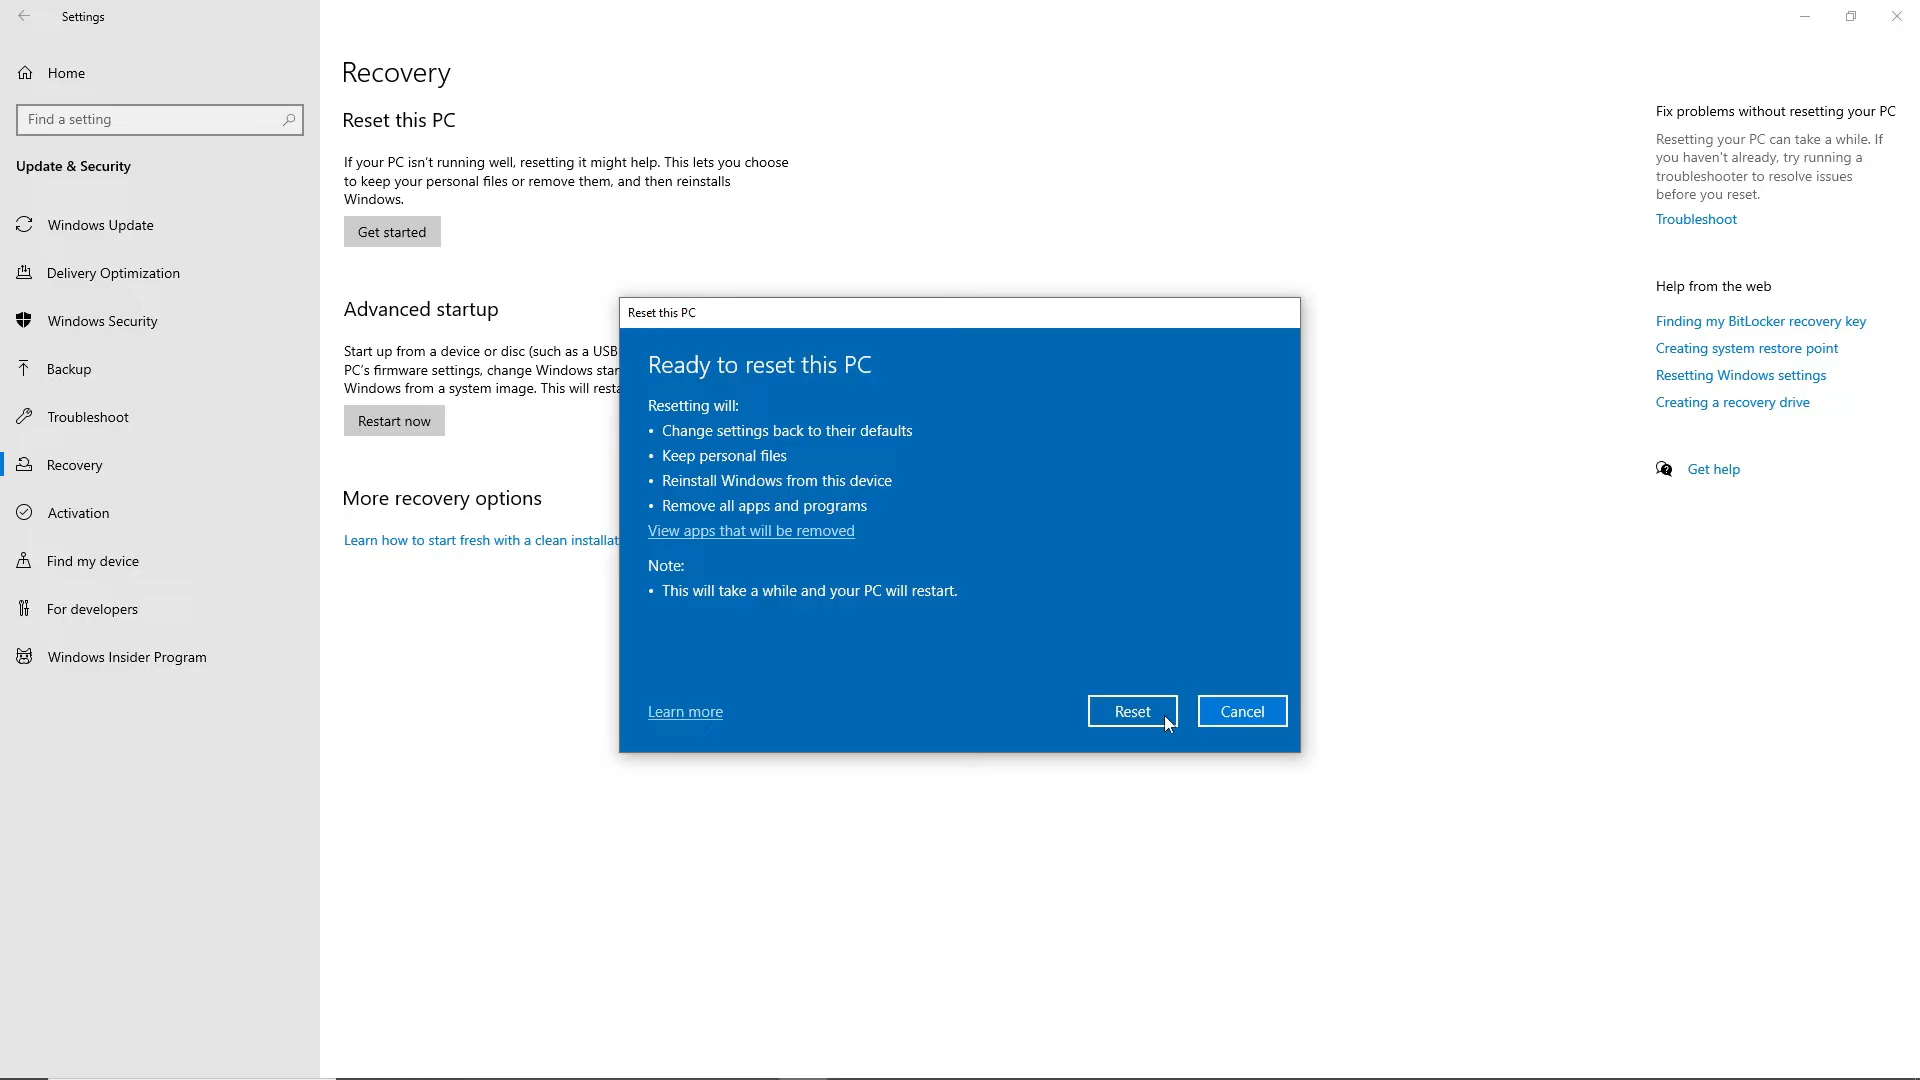 Settings
Home
Find a setting
Update & Security
Windows Update
Delivery Optimization
Windows Security
Backup
Troubleshoot
Recovery
Activation
Find my device
For developers
Windows Insider Program
Recovery
Reset this PC
If your PC isn't running well, resetting it might help. This lets you choose
to keep your personal files or remove them, and then reinstalls
Windows.
Get started
Advanced startup
Start up from a device or disc (such as a USB
PC's firmware settings, change Windows
Windows from a system image. This will
Restart now
More recovery options
Learn how to start fresh with a clean
Reset this PC
Ready to reset this PC
Resetting will:
• Change settings back to their defaults
• Keep personal files
• Reinstall Windows from this device
• Remove all apps and programs
View apps that will be removed
Note:
• This will take a while and your PC will restart.
Learn more
Reset
Cancel
Fix problems without resetting your PC
Resetting your PC can take a while. If
you haven't already, try running a
troubleshooter to resolve issues
before you reset.
Troubleshoot
Help from the web
Finding my BitLocker recovery key
Creating system restore point
Resetting Windows settings
Creating a recovery drive
Get help